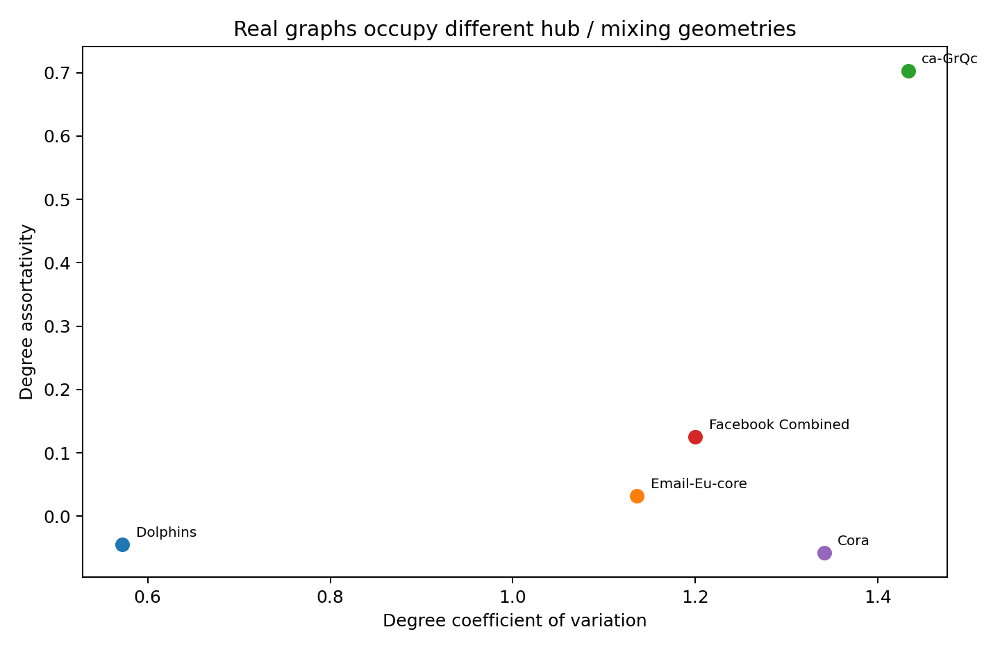 Real graphs occupy different hub / mixing geometries
ca-GrQc
0.7
0.6
0.5
0.4
0.3
0.2
0.1
0.0
Degree assortativity
Facebook Combined
Email-Eu-core
Dolphins
Cora
0.6
0.8
1.0
1.2
1.4
Degree coefficient of variation